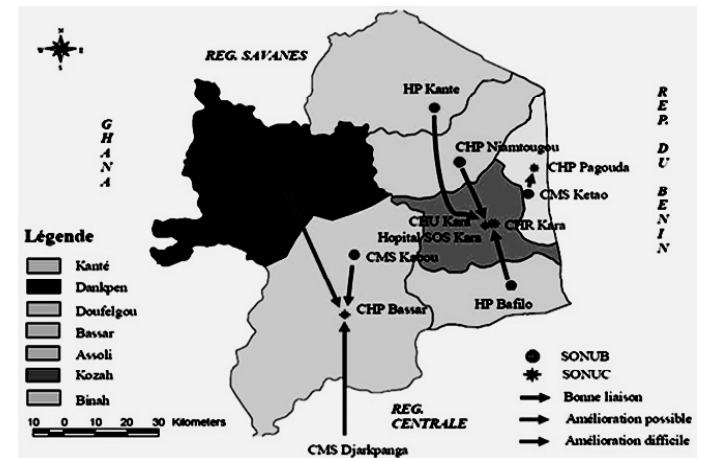 REG. SAVANES
GHANA
REP. DU BENIN
HP Kante
CHP Niamtougou
CHP Pagouda
CMS Ketao
CHU Kara
CHR Kara
Hopital SOS Kara
CMS Kabou
HP Bafilo
CHP Bassar
REG.
CENTRALE
CMS Djarkpanga
Légende
Kanté
Dankpen
Doufelgou
Bassar
Assoli
Kozah
Binah
10 0 10 20 30 Kilometers
SONUB
SONUC
Bonne liaison
Amélioration possible
Amélioration difficile